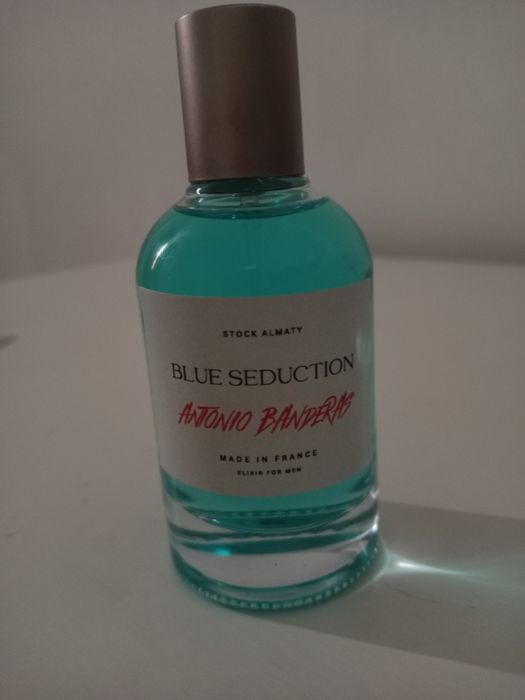 STOCK ALMATY
BLUE SEDUCTION
ANTONIO BANDERAS
MADE IN FRANCE
ELIXIR FOR MEN